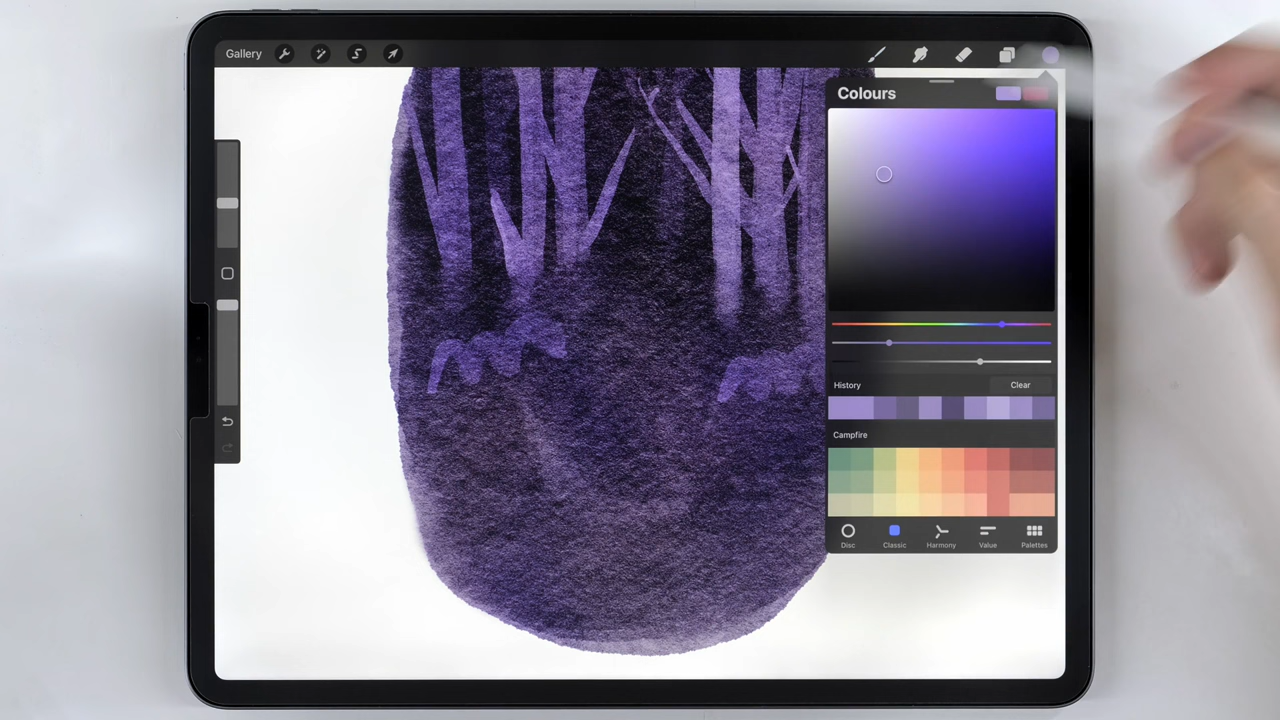 Gallery
Colours
History
Clear
Campfire
Disc
Classic
Harmony
Value
Palettes